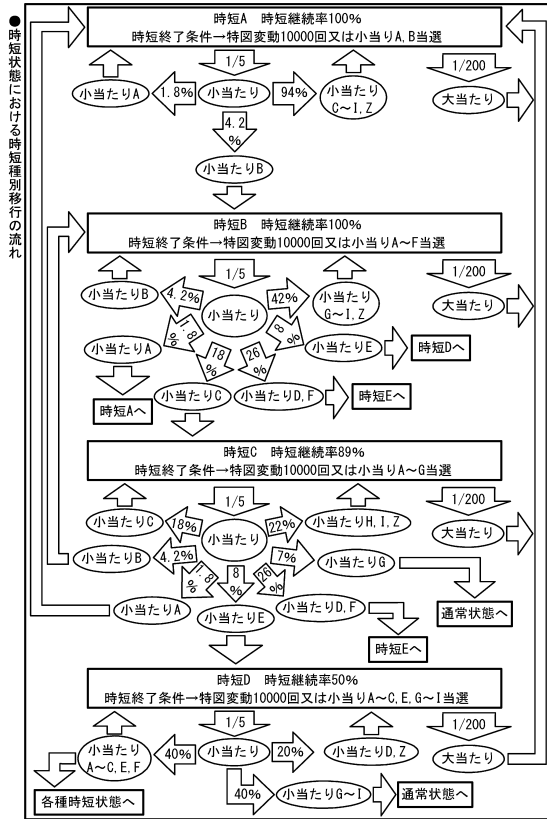 ●時短状態における時短種別移行の流れ
時短A　時短継続率100%
時短終了条件→特図変動10000回又は小当りA,B当選
1/5
1/200
小当たりA
1.8%
小当たり
94%
小当たり
C～I,Z
大当たり
4.2
%
小当たりB
時短B　時短継続率100%
時短終了条件→特図変動10000回又は小当りA～F当選
1/5
1/200
小当たりB
4.2%
小当たり
42%
小当たり
G～I,Z
大当たり
小当たりA
1.8
%
18
%
26
%
8
%
小当たりE
時短Dへ
時短Aへ
小当たりC
小当たりD,F
時短Eへ
時短C　時短継続率89%
時短終了条件→特図変動10000回又は小当りA～G当選
1/5
1/200
小当たりC
18%
小当たり
22%
小当たりH,I,Z
大当たり
小当たりB
4.2%
7%
小当たりG
1.8
%
8
%
26
%
小当たりA
小当たりE
小当たりD,F
通常状態へ
時短Eへ
時短D　時短継続率50%
時短終了条件→特図変動10000回又は小当りA～C,E,G～I当選
1/5
1/200
小当たり
A～C,E,F
40%
小当たり
20%
小当たりD,Z
大当たり
各種時短状態へ
40%
小当たりG～I
通常状態へ